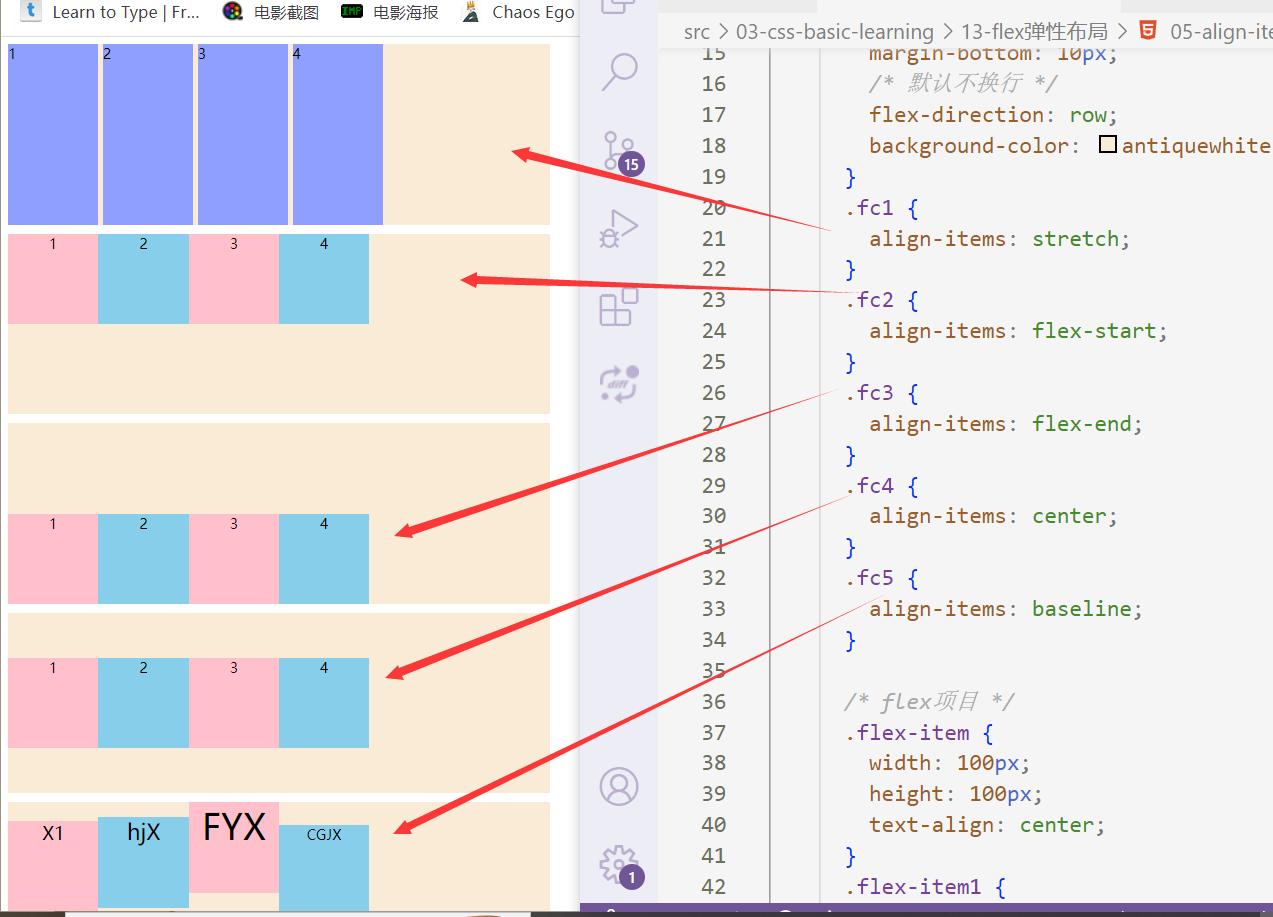 Learn to Type | Fr...
电影截图
IMP
电影海报
Chaos Ego
1 2 3 4
1 2 3 4
1 2 3 4
1 2 3 4
X1 hjX FYX CGJX
15
diff
1
src > 03-css-basic-learning > 13-flex弹性布局 > 05-align-ite
15 margin-bottom: 10px;
16 /* 默认不换行 */
17 flex-direction: row;
18 background-color: antiquewhite
19 }
20 .fc1 {
21 align-items: stretch;
22 }
23 .fc2 {
24 align-items: flex-start;
25 }
26 .fc3 {
27 align-items: flex-end;
28 }
29 .fc4 {
30 align-items: center;
31 }
32 .fc5 {
33 align-items: baseline;
34 }
35
36 /* flex项目 */
37 .flex-item {
38 width: 100px;
39 height: 100px;
40 text-align: center;
41 }
42 .flex-item1 {